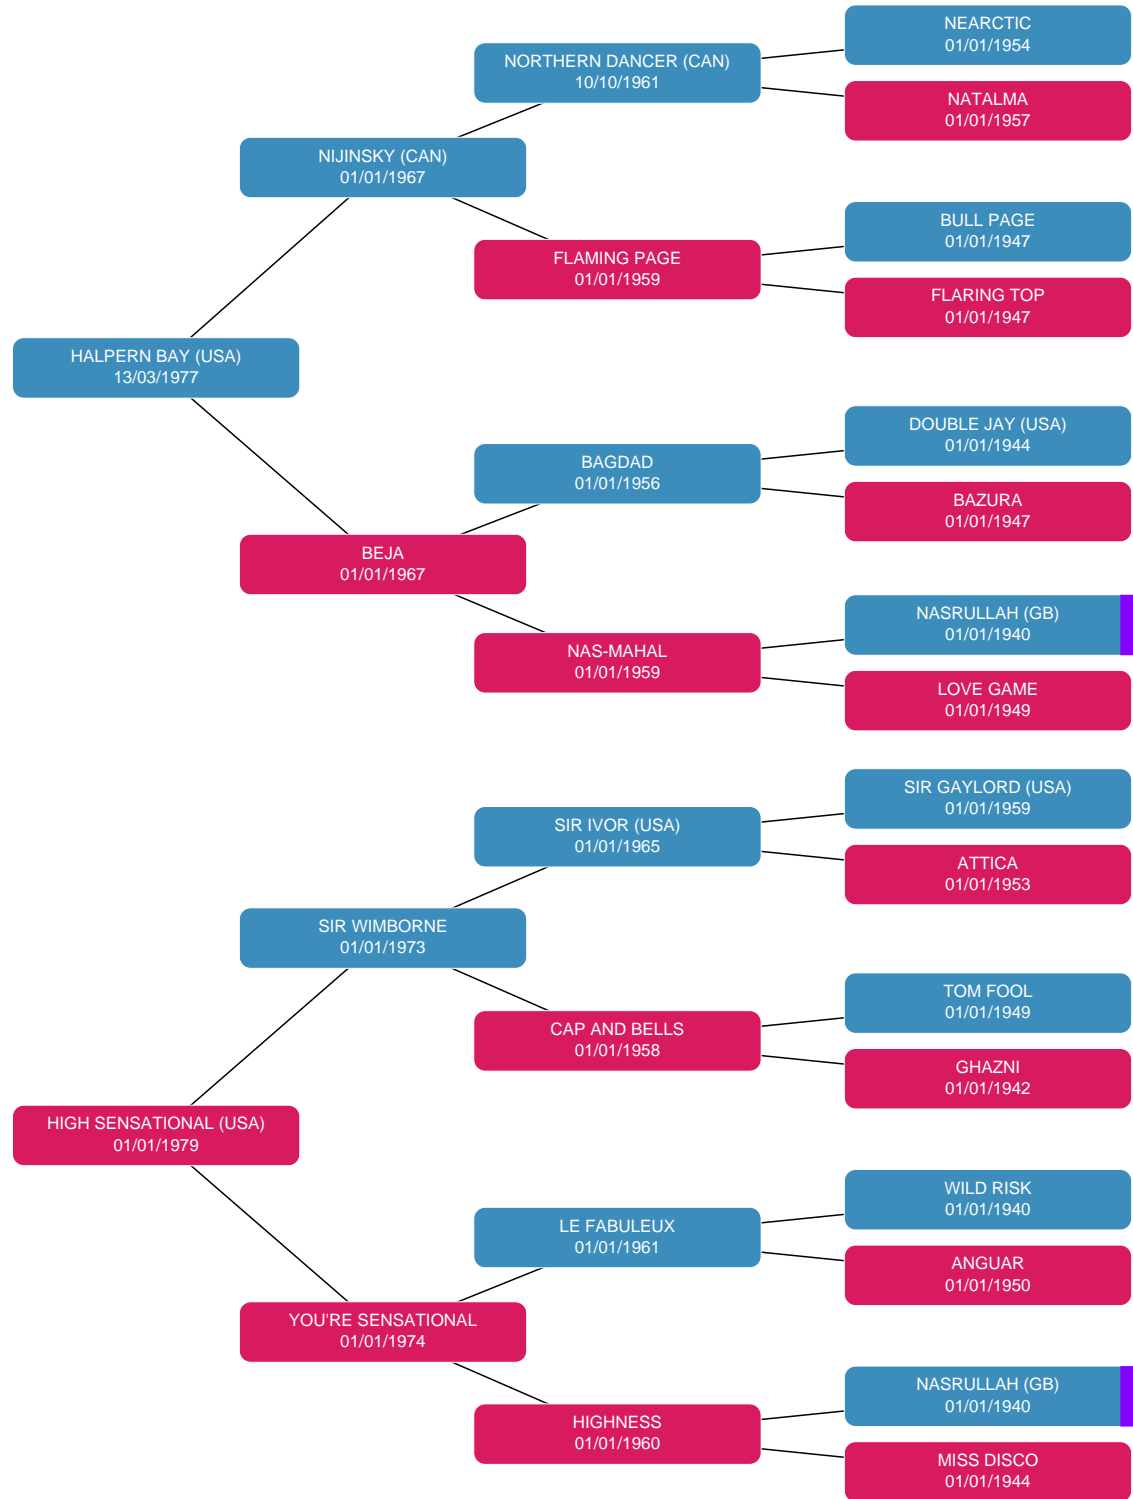 NEARCTIC
01/01/1954
NORTHERN DANCER (CAN)
10/10/1961
NATALMA
01/01/1957
NIJINSKY (CAN)
01/01/1967
BULL PAGE
01/01/1947
FLAMING PAGE
01/01/1959
FLARING TOP
01/01/1947
HALPERN BAY (USA)
13/03/1977
DOUBLE JAY (USA)
01/01/1944
BAGDAD
01/01/1956
BAZURA
01/01/1947
BEJA
01/01/1967
NASRULLAH (GB)
01/01/1940
NAS-MAHAL
01/01/1959
LOVE GAME
01/01/1949
SIR GAYLORD (USA)
01/01/1959
SIR IVOR (USA)
01/01/1965
ATTICA
01/01/1953
SIR WIMBORNE
01/01/1973
TOM FOOL
01/01/1949
CAP AND BELLS
01/01/1958
GHAZNI
01/01/1942
HIGH SENSATIONAL (USA)
01/01/1979
WILD RISK
01/01/1940
LE FABULEUX
01/01/1961
ANGUAR
01/01/1950
YOU'RE SENSATIONAL
01/01/1974
NASRULLAH (GB)
01/01/1940
HIGHNESS
01/01/1960
MISS DISCO
01/01/1944